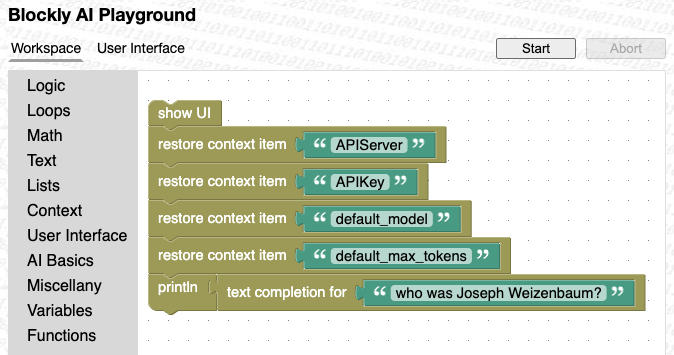 Blockly AI Playground
Workspace User Interface Start Abort
Logic
Loops
Math
Text
Lists
Context
User Interface
AI Basics
Miscellany
Variables
Functions
show UI
restore context item “ APIServer ”
restore context item “ APIKey ”
restore context item “ default_model ”
restore context item “ default_max_tokens ”
println text completion for “ who was Joseph Weizenbaum? ”